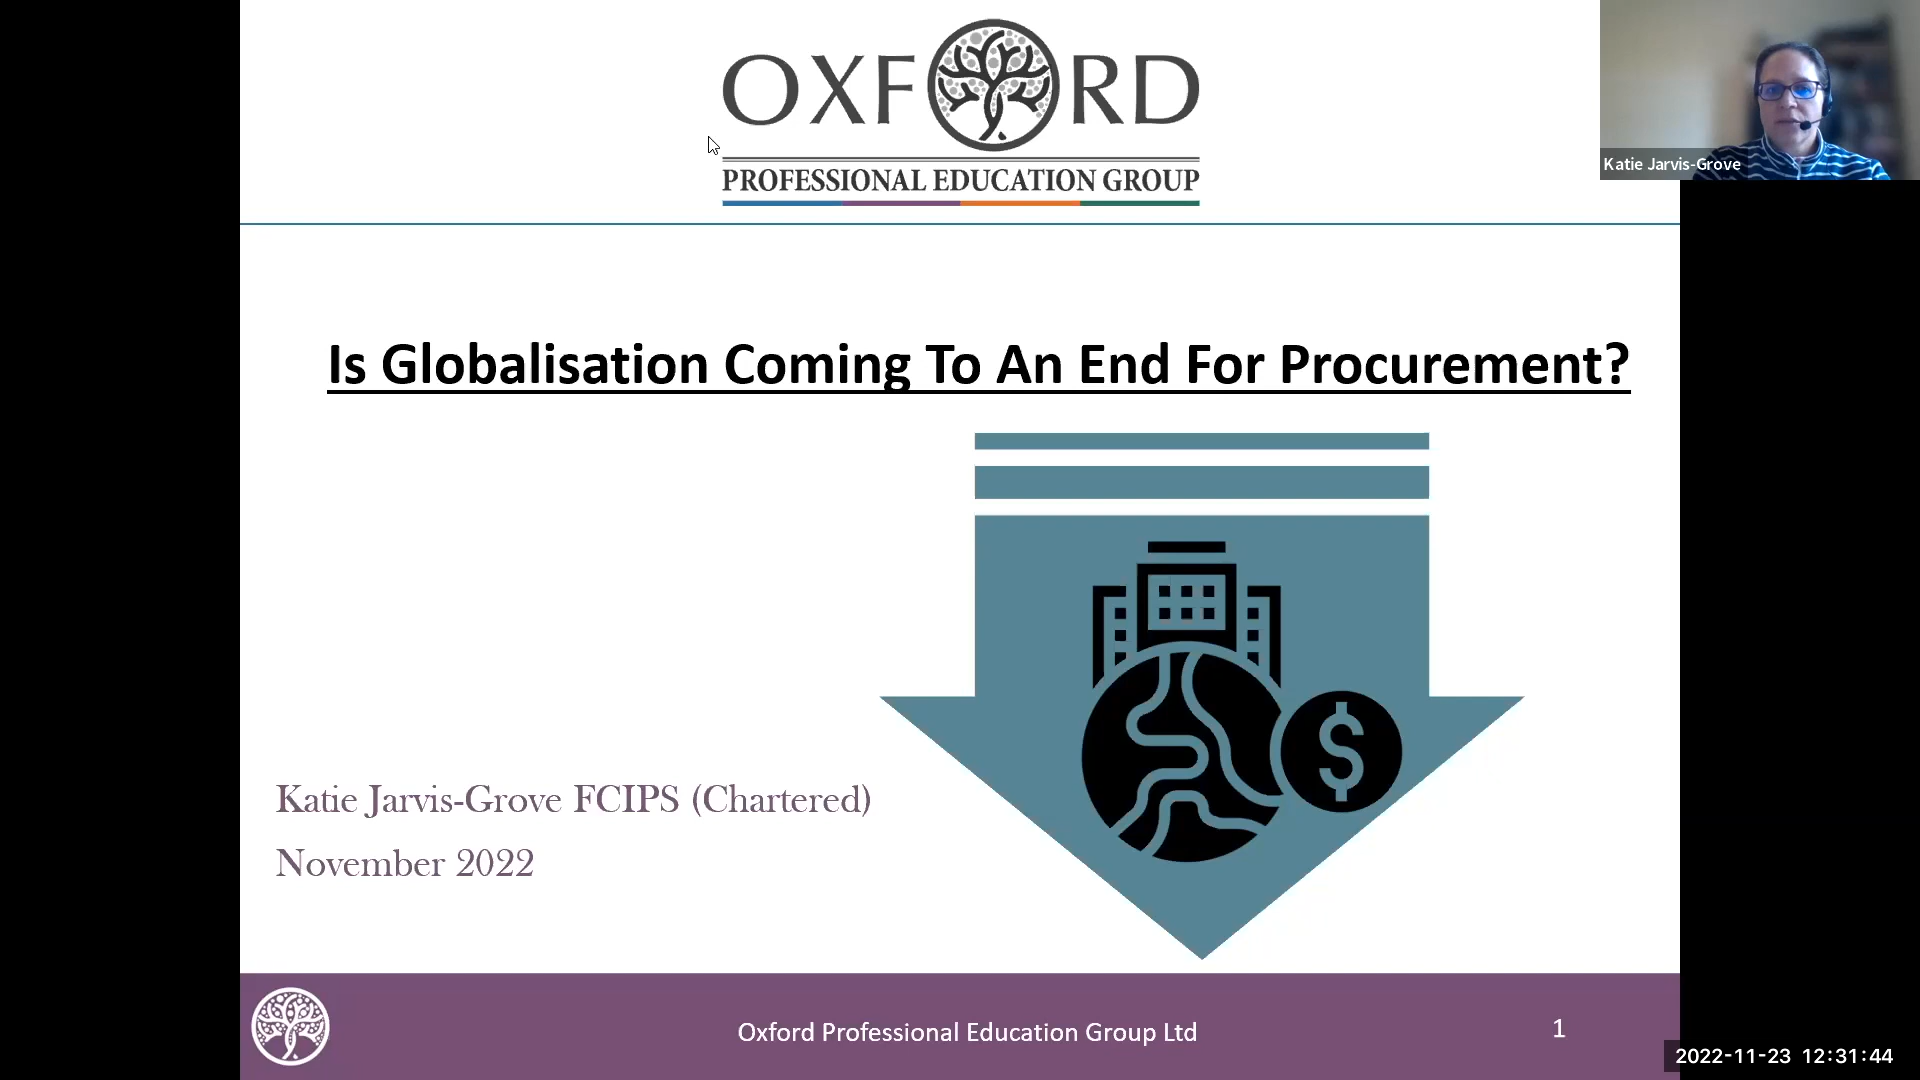 OXFORD
PROFESSIONAL EDUCATION GROUP
Katie Jarvis-Grove
Is Globalisation Coming To An End For Procurement?
$
Katie Jarvis-Grove FCIPS (Chartered)
November 2022
Oxford Professional Education Group Ltd
1
2022-11-23 12:31:44